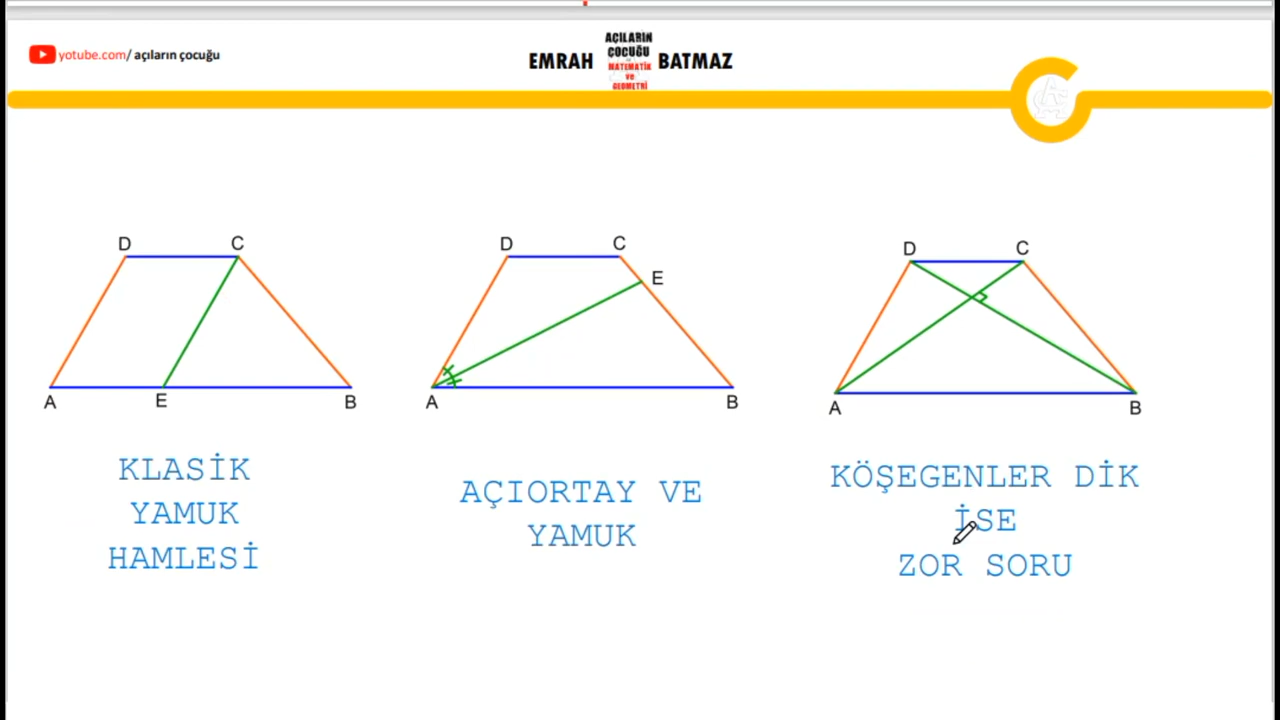 yotube.com/ açıların çocuğu
EMRAH
AÇILARIN
ÇOCUĞU
MATEMATİK
ve
GEOMETRİ
BATMAZ
D C
A E B
KLASİK
YAMUK
HAMLESİ
D C
E
A B
AÇIORTAY VE
YAMUK
D C
A B
KÖŞEGENLER DİK
İSE
ZOR SORU